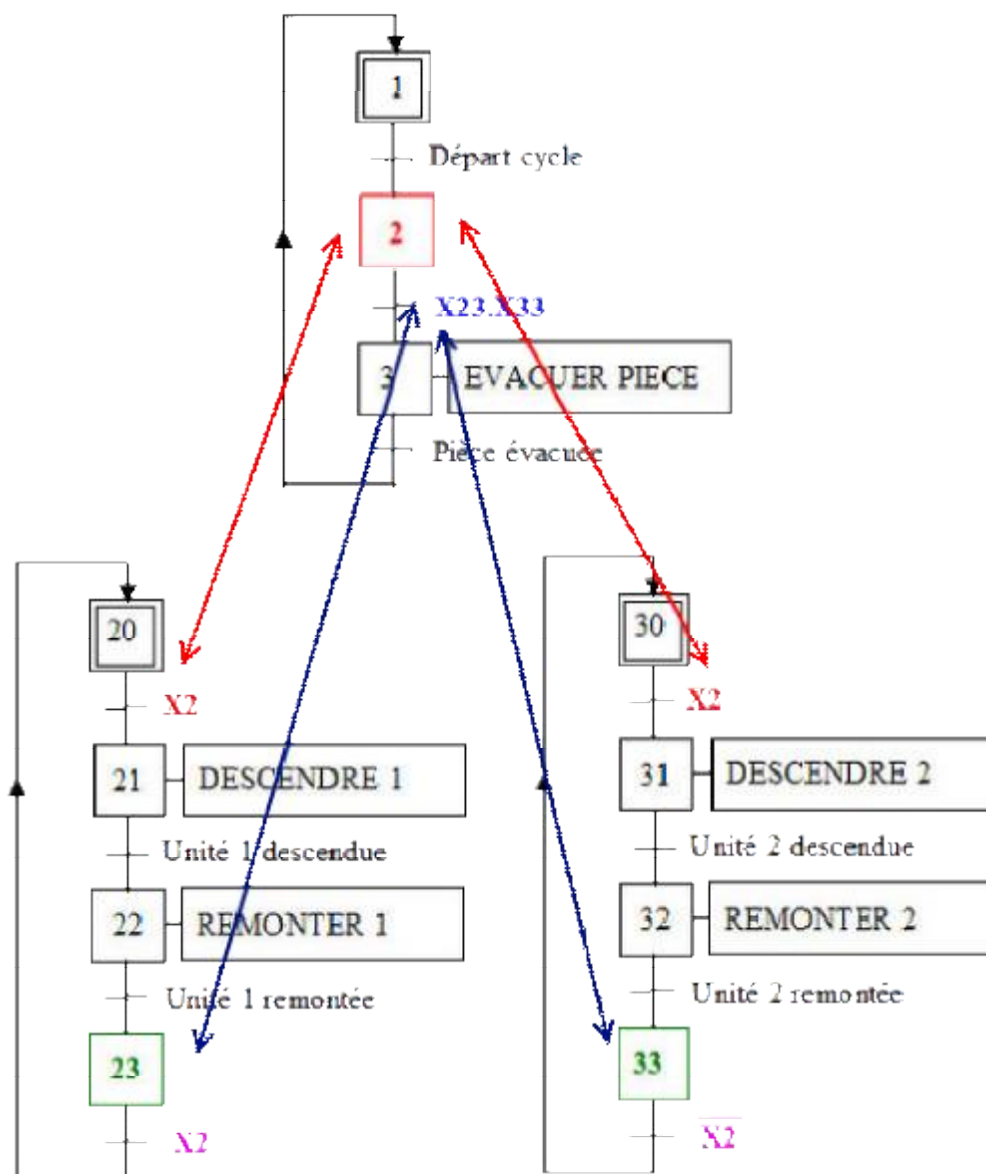 1
Départ cycle
2
X23.X33
3 EVACUER PIECE
Pièce évacuée
20
X2
21 DESCENDRE 1
Unité 1 descendue
22 REMONTER 1
Unité 1 remontée
23
X2
30
X2
31 DESCENDRE 2
Unité 2 descendue
32 REMONTER 2
Unité 2 remontée
33
X̅2̅